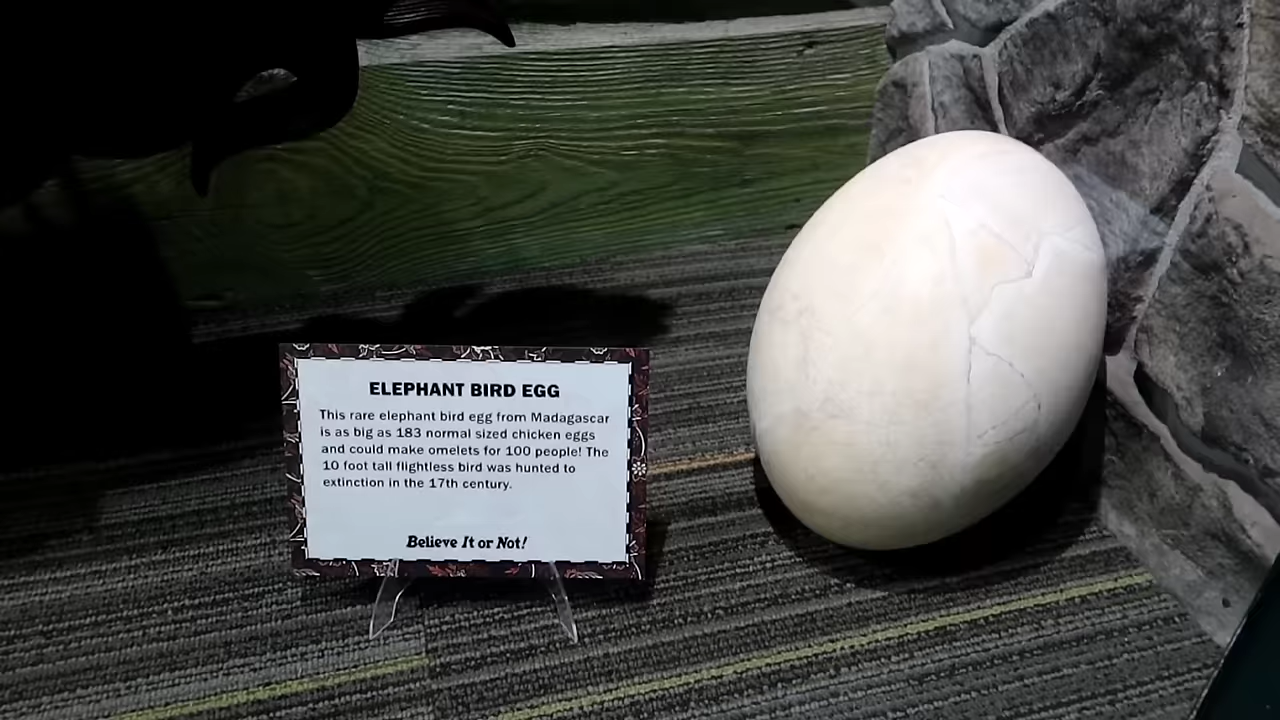 ELEPHANT BIRD EGG
This rare elephant bird egg from Madagascar
is as big as 183 normal sized chicken eggs
and could make omelets for 100 people! The
10 foot tall flightless bird was hunted to
extinction in the 17th century.
Believe It or Not!